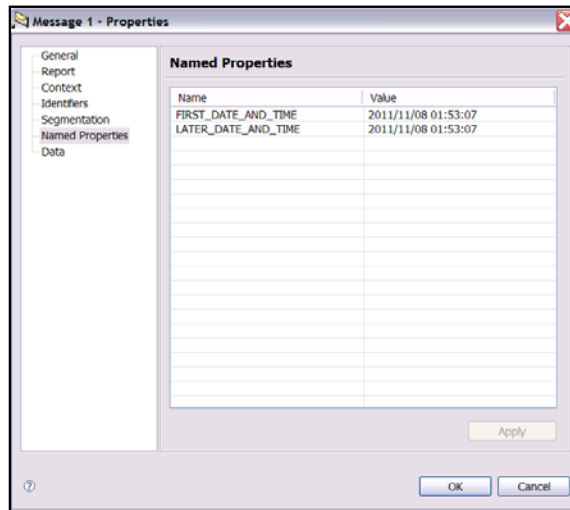 Message 1 - Properties
General
Report
Context
Identifiers
Segmentation
Named Properties
Data
Named Properties
Name Value
FIRST_DATE_AND_TIME 2011/11/08 01:53:07
LATER_DATE_AND_TIME 2011/11/08 01:53:07
Apply
?
OK Cancel